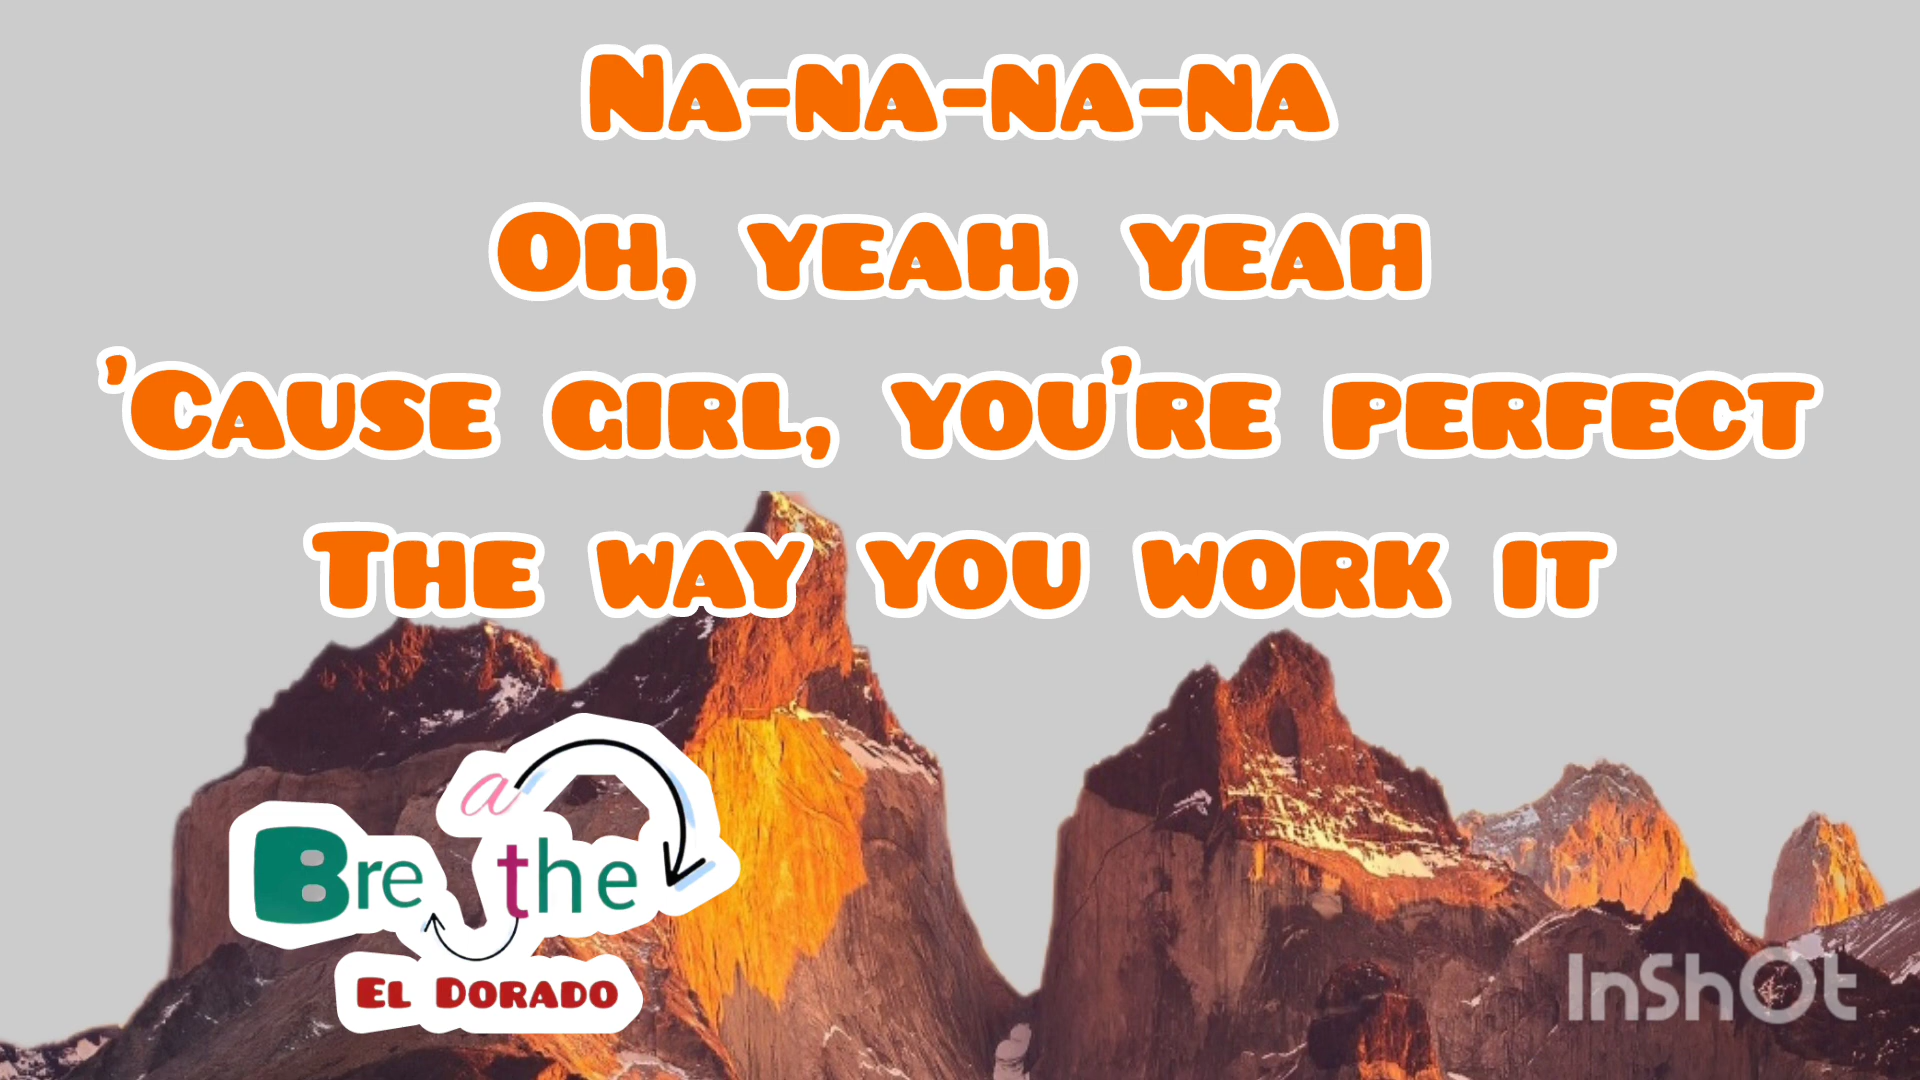 Na-na-na-na
Oh, yeah, yeah
'Cause girl, you're perfect
The way you work it
a
Bre the
El Dorado
InShOt